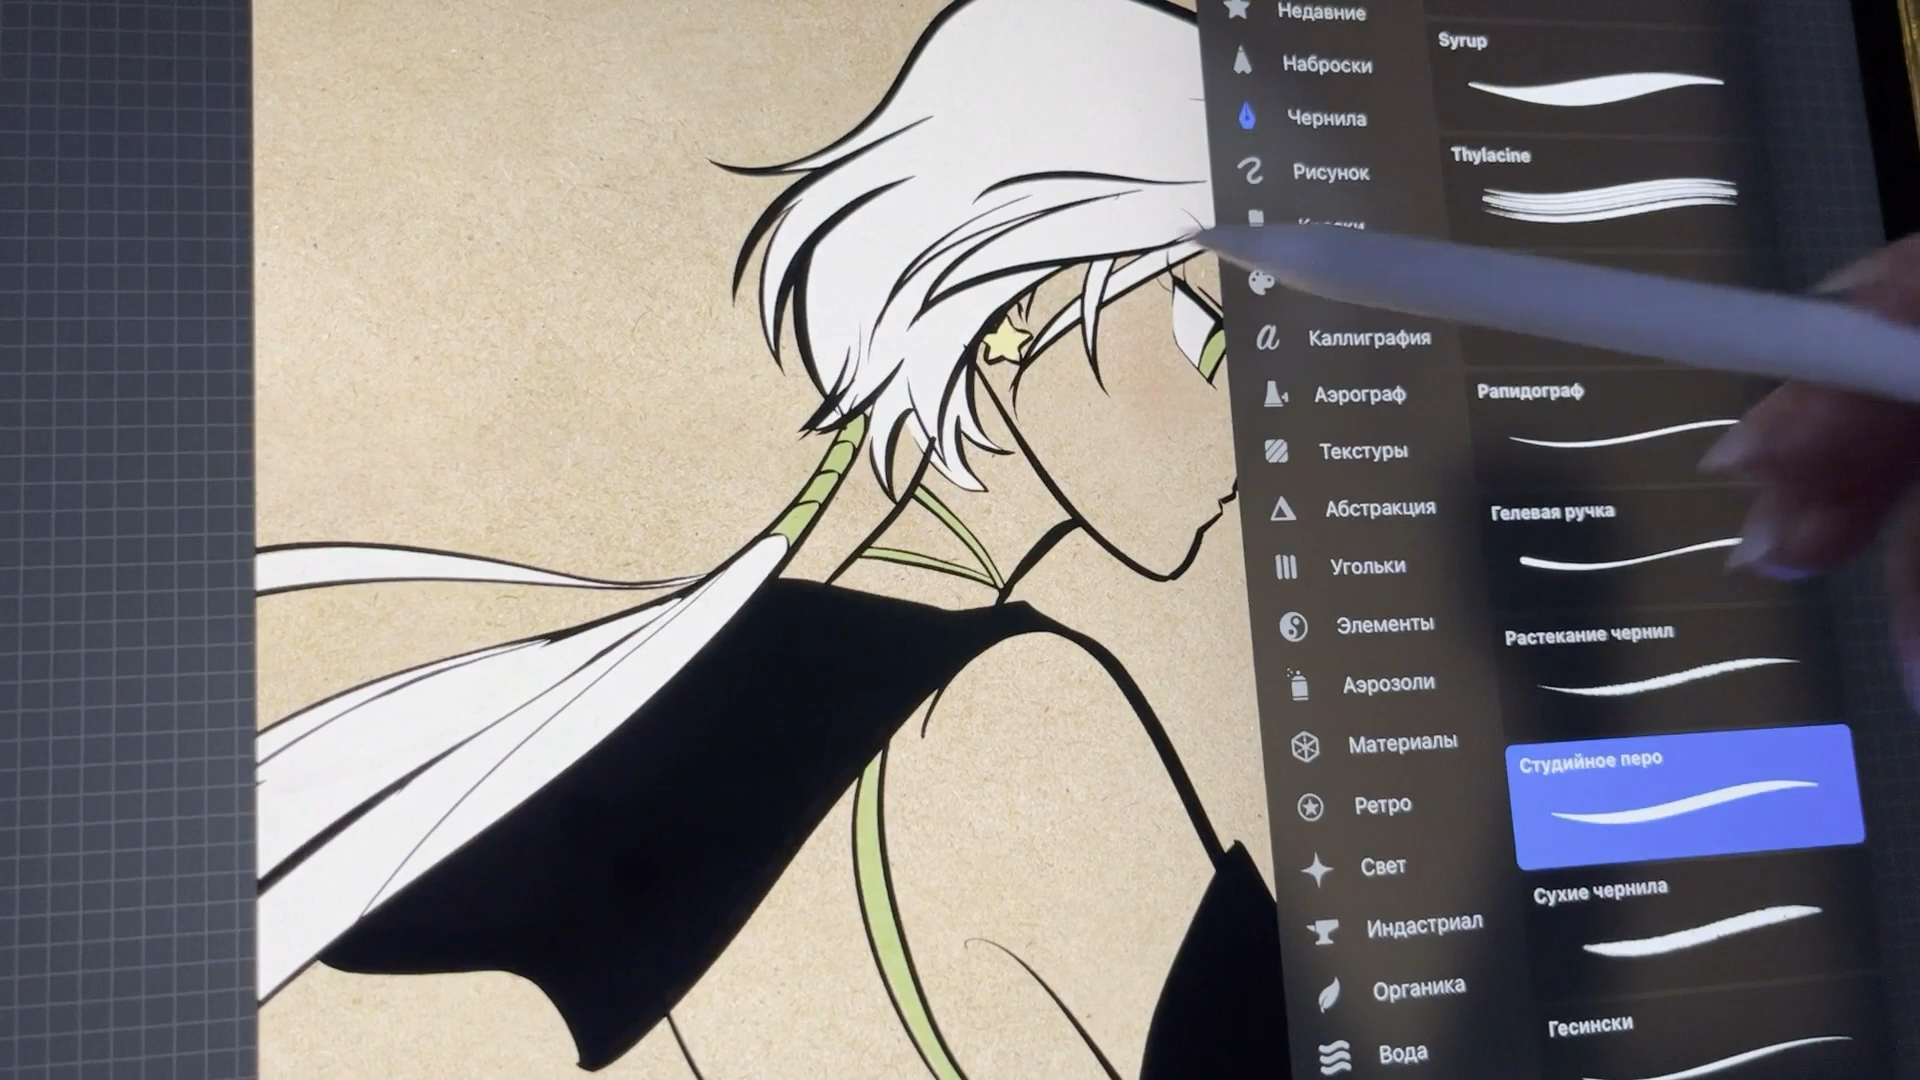 Недавние
Наброски
Чернила
Рисунок
Каллиграфия
Аэрограф
Текстуры
Абстракция
Угольки
Элементы
Аэрозоли
Материалы
Ретро
Свет
Индастриал
Органика
Вода
Syrup
Thylacine
Рапидограф
Гелевая ручка
Растекание чернил
Студийное перо
Сухие чернила
Гесински